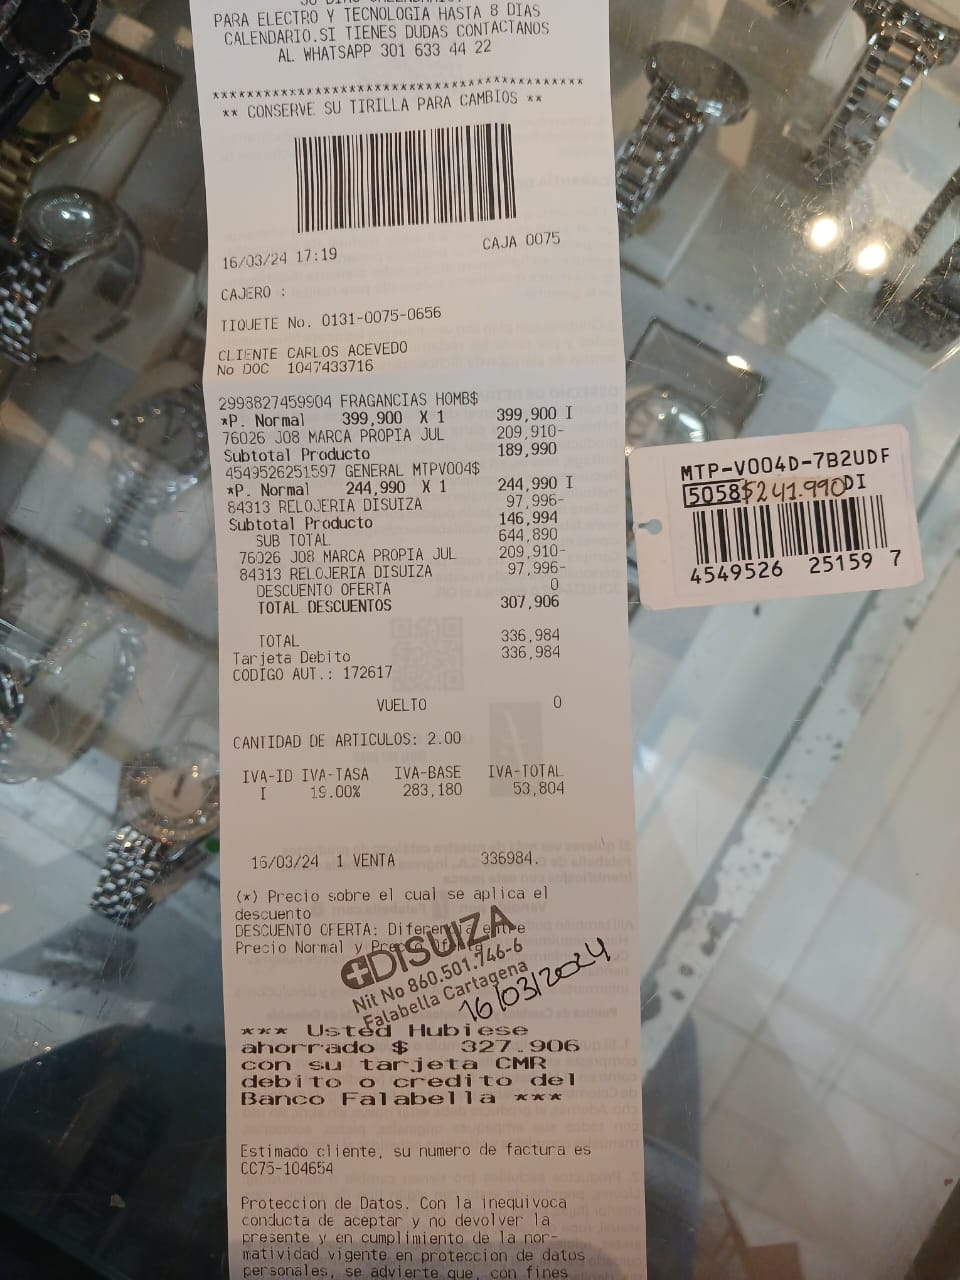 PARA ELECTRO Y TECNOLOGIA HASTA 8 DIAS
CALENDARIO.SI TIENES DUDAS CONTACTANOS
AL WHATSAPP 301 633 44 22
** CONSERVE SU TIRILLA PARA CAMBIOS **
16/03/24 17:19 CAJA 0075
CAJERO :
TIQUETE No. 0131-0075-0656
CLIENTE CARLOS ACEVEDO
No DOC 1047433716
2993827459904 FRAGANCIAS HOMB$
*P. Normal 399,900 X 1 399,900 I
76026 J08 MARCA PROPIA JUL 209,910-
Subtotal Producto 189,990
4549526251597 GENERAL MTPV004$
*P. Normal 244,990 X 1 244,990 I
84313 RELOJERIA DISUIZA 97,996-
Subtotal Producto 146,994
SUB TOTAL 644,890
76026 J08 MARCA PROPIA JUL 209,910-
84313 RELOJERIA DISUIZA 97,996-
DESCUENTO OFERTA 0
TOTAL DESCUENTOS 307,906
TOTAL 336,984
Tarjeta Debito 336,984
CODIGO AUT.: 172617
VUELTO 0
CANTIDAD DE ARTICULOS: 2.00
IVA-ID IVA-TASA IVA-BASE IVA-TOTAL
I 19.00% 283,180 53,804
16/03/24 1 VENTA 336984.
(*) Precio sobre el cual se aplica el
descuento
DESCUENTO OFERTA: Diferencia entre
Precio Normal y Precio Oferta
DISUIZA
Nit No 860.501.746-6
Falabella Cartagena
16/03/2024
*** Usted Hubiese
ahorrado $ 327.906
con su tarjeta CMR
debito o credito del
Banco Falabella ***
Estimado cliente, su numero de factura es
CC75-104654
Proteccion de Datos. Con la inequivoca
conducta de aceptar y no devolver la
presente y en cumplimiento de la nor-
matividad vigente en proteccion de datos
personales, se advierte que, con fines
MTP-V004D-7B2UDF
5058 $241.990 DI
4549526 25159 7